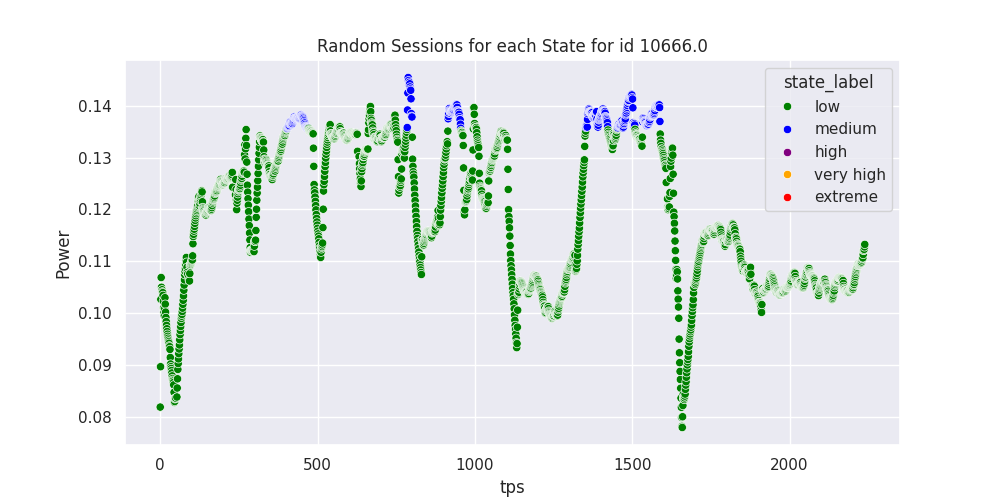 Random Sessions for each State for id 10666.0
state_label
low
medium
high
very high
extreme
Power
0.14
0.13
0.12
0.11
0.10
0.09
0.08
0 500 1000 1500 2000
tps